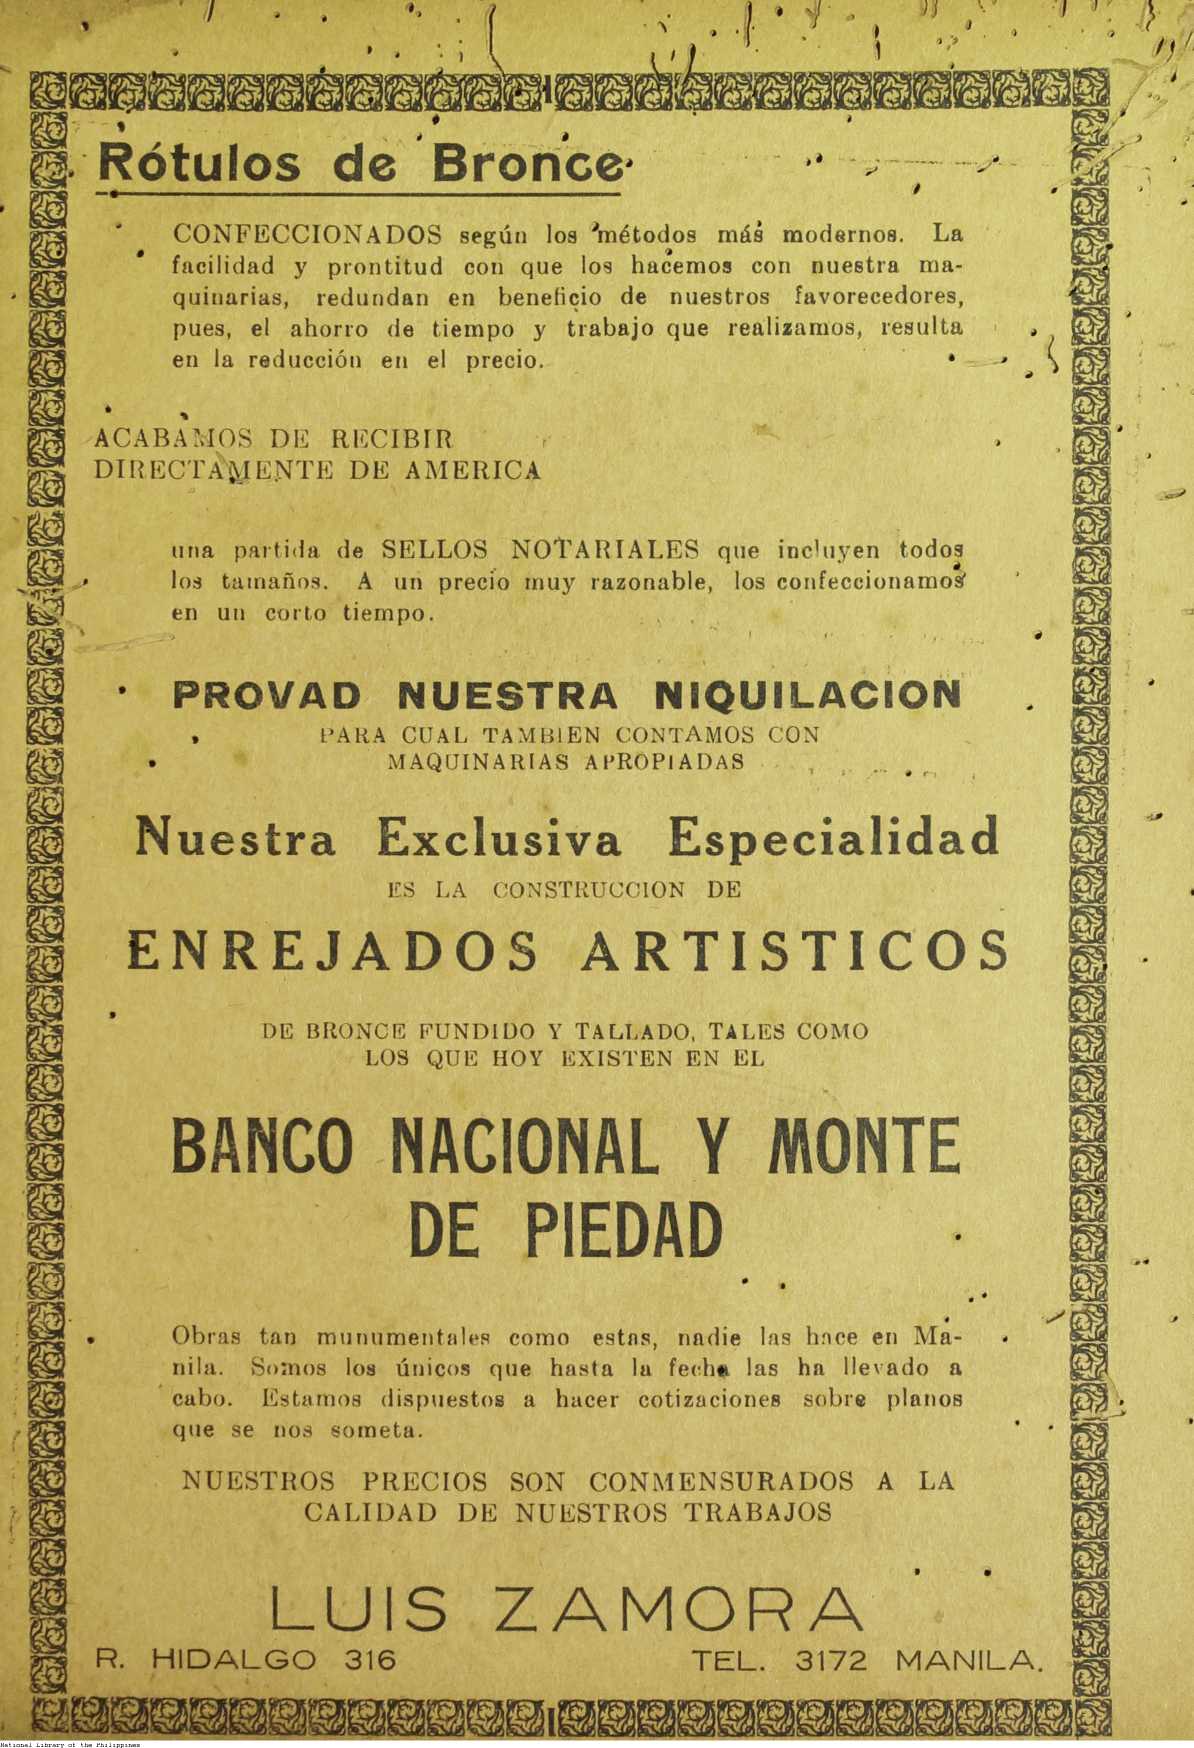 Rótulos de Bronce
CONFECCIONADOS según los métodos más modernos. La
facilidad y prontitud con que los hacemos con nuestra ma-
quinarias, redundan en beneficio de nuestros favorecedores,
pues, el ahorro de tiempo y trabajo que realizamos, resulta
en la reducción en el precio.
ACABAMOS DE RECIBIR
DIRECTAMENTE DE AMERICA
una partida de SELLOS NOTARIALES que incluyen todos
los tamaños. A un precio muy razonable, los confeccionamos
en un corto tiempo.
PROVAD NUESTRA NIQUILACION
PARA CUAL TAMBIEN CONTAMOS CON
MAQUINARIAS APROPIADAS
Nuestra Exclusiva Especialidad
ES LA CONSTRUCCION DE
ENREJADOS ARTISTICOS
DE BRONCE FUNDIDO Y TALLADO, TALES COMO
LOS QUE HOY EXISTEN EN EL
BANCO NACIONAL Y MONTE
DE PIEDAD
Obras tan munumentales como estas, nadie las hace en Ma-
nila. Somos los únicos que hasta la fecha las ha llevado a
cabo. Estamos dispuestos a hacer cotizaciones sobre planos
que se nos someta.
NUESTROS PRECIOS SON CONMENSURADOS A LA
CALIDAD DE NUESTROS TRABAJOS
LUIS ZAMORA
R. HIDALGO 316 TEL. 3172 MANILA.
National Library of the Philippines